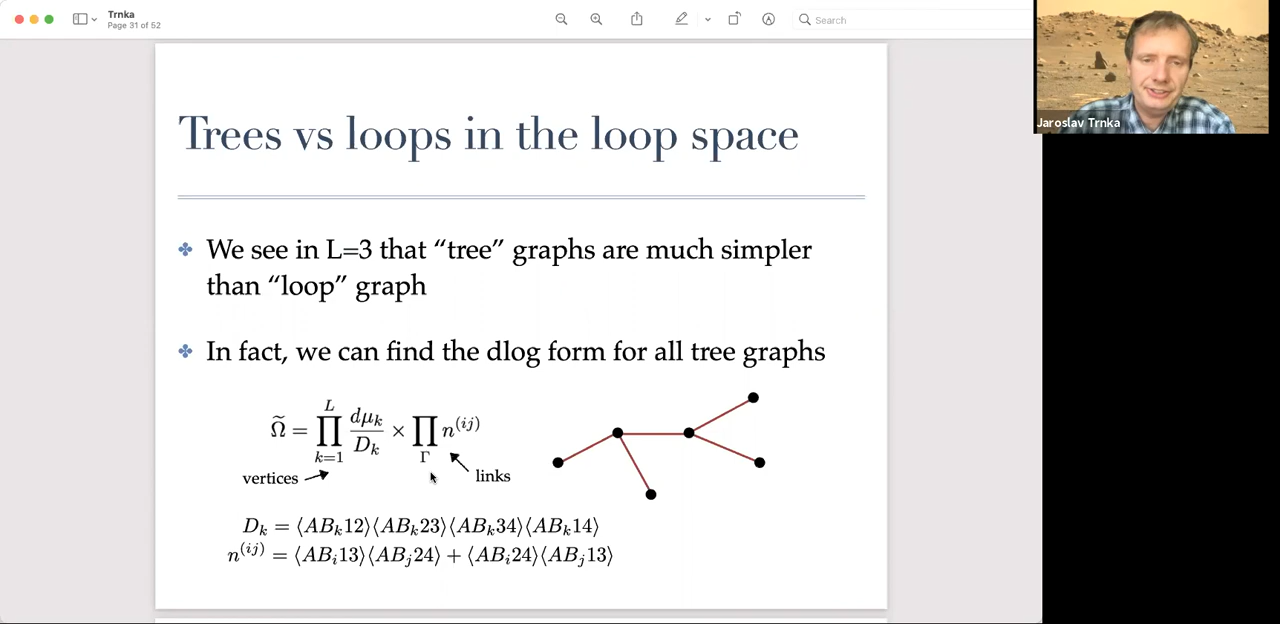 Trnka
Page 31 of 52
Search
Jaroslav Trnka
Trees vs loops in the loop space
We see in L=3 that “tree” graphs are much simpler
than “loop” graph
In fact, we can find the dlog form for all tree graphs
Ω̃ = ∏_{k=1}^{L} dμ_k / D_k × ∏_Γ n^{(ij)}
vertices
links
D_k = ⟨AB_k12⟩⟨AB_k23⟩⟨AB_k34⟩⟨AB_k14⟩
n^{(ij)} = ⟨AB_i13⟩⟨AB_j24⟩ + ⟨AB_i24⟩⟨AB_j13⟩